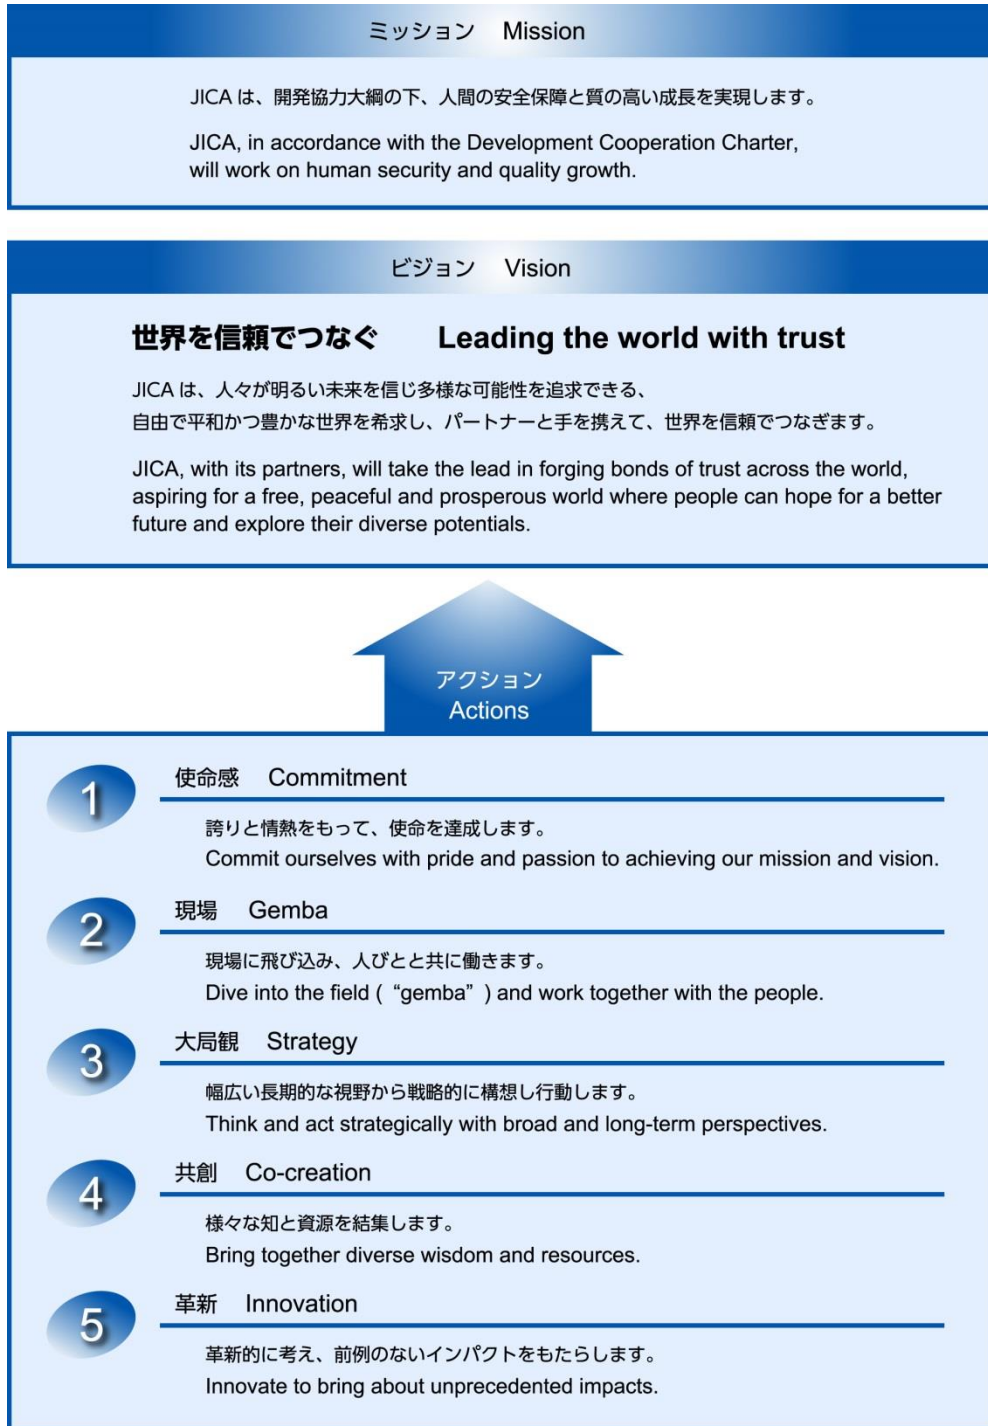 ミッション Mission
JICA は、開発協力大綱の下、人間の安全保障と質の高い成長を実現します。
JICA, in accordance with the Development Cooperation Charter,
will work on human security and quality growth.
ビジョン Vision
世界を信頼でつなぐ Leading the world with trust
JICA は、人々が明るい未来を信じ多様な可能性を追求できる、
自由で平和かつ豊かな世界を希求し、パートナーと手を携えて、世界を信頼でつなぎます。
JICA, with its partners, will take the lead in forging bonds of trust across the world,
aspiring for a free, peaceful and prosperous world where people can hope for a better
future and explore their diverse potentials.
アクション
Actions
1 使命感 Commitment
誇りと情熱をもって、使命を達成します。
Commit ourselves with pride and passion to achieving our mission and vision.
2 現場 Gemba
現場に飛び込み、人びとと共に働きます。
Dive into the field ( “gemba” ) and work together with the people.
3 大局観 Strategy
幅広い長期的な視野から戦略的に構想し行動します。
Think and act strategically with broad and long-term perspectives.
4 共創 Co-creation
様々な知と資源を結集します。
Bring together diverse wisdom and resources.
5 革新 Innovation
革新的に考え、前例のないインパクトをもたらします。
Innovate to bring about unprecedented impacts.